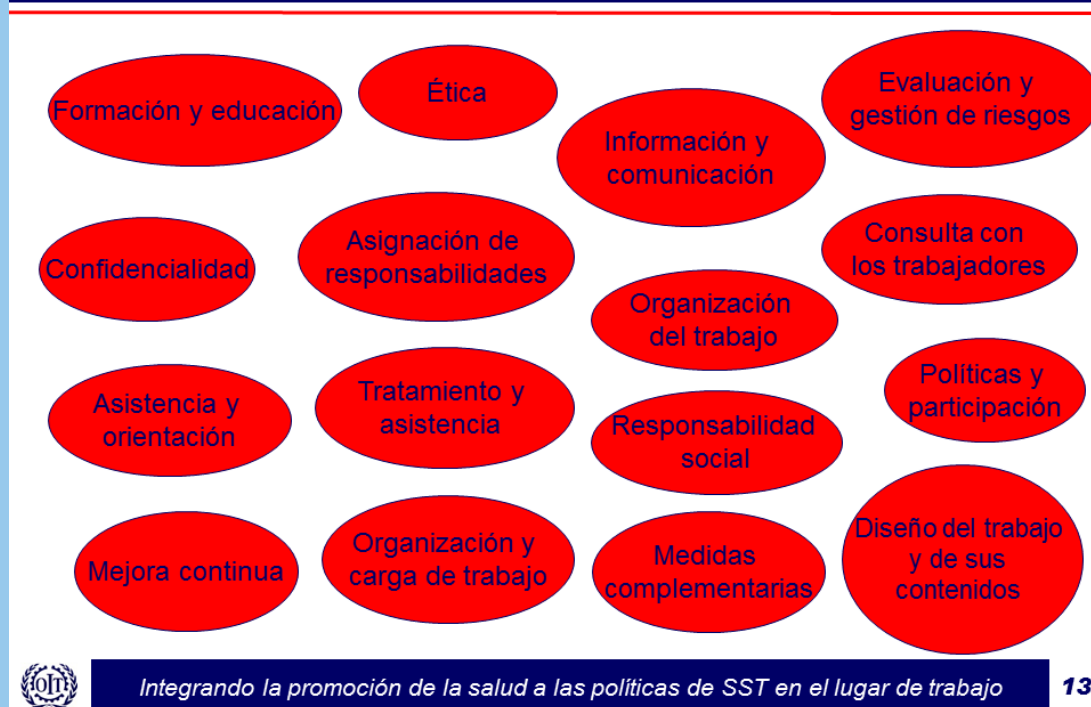 Formación y educación
Ética
Información y
comunicación
Evaluación y
gestión de riesgos
Confidencialidad
Asignación de
responsabilidades
Organización
del trabajo
Consulta con
los trabajadores
Asistencia y
orientación
Tratamiento y
asistencia
Responsabilidad
social
Políticas y
participación
Mejora continua
Organización y
carga de trabajo
Medidas
complementarias
Diseño del trabajo
y de sus
contenidos
OIT
Integrando la promoción de la salud a las políticas de SST en el lugar de trabajo
13